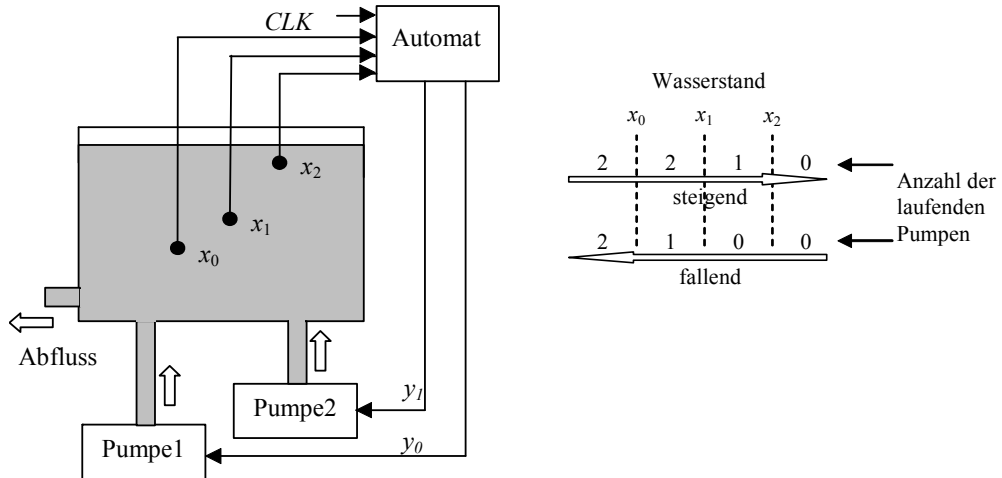 CLK
Automat
x2
x1
x0
Abfluss
Pumpe2
y1
Pumpe1
y0
Wasserstand
x0 x1 x2
2 2 1 0
steigend
2 1 0 0
fallend
Anzahl der
laufenden
Pumpen